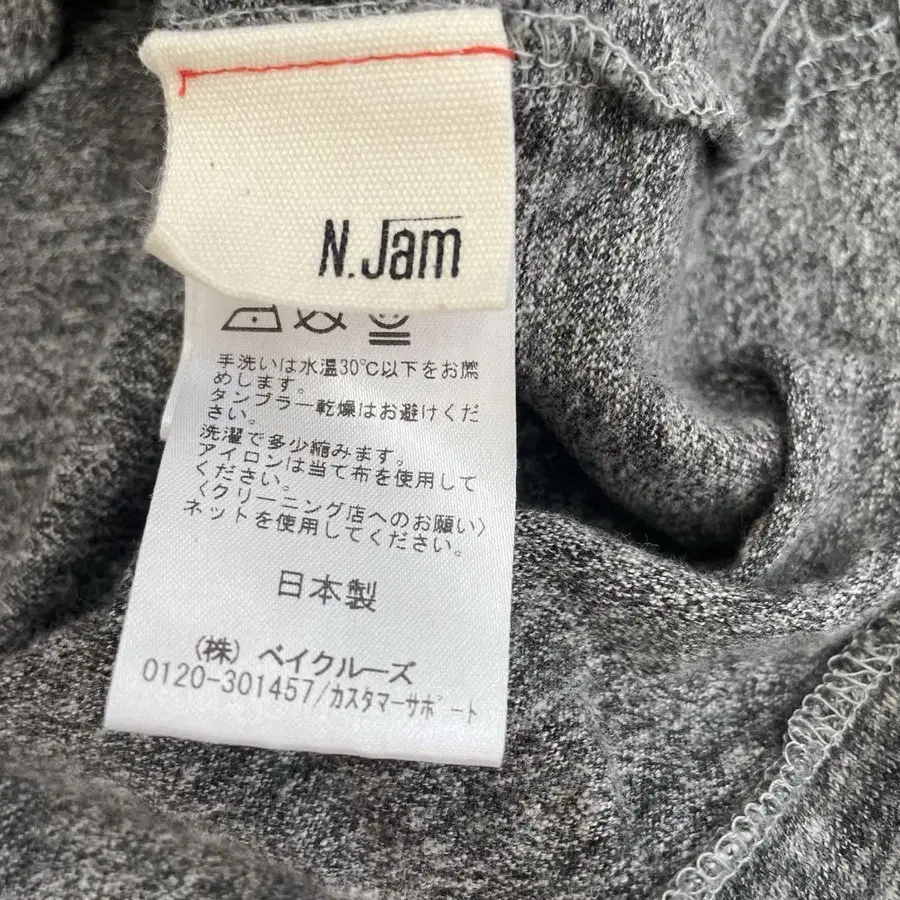 N.Jam
手洗いは水温30℃以下をお薦
めします。
タンブラー乾燥はお避けくだ
さい。
洗濯で多少縮みます。
アイロンは当て布を使用して
ください。
〈クリーニング店へのお願い〉
ネットを使用してください。
日本製
(株) ベイクルーズ
0120-301457/カスタマーサポート